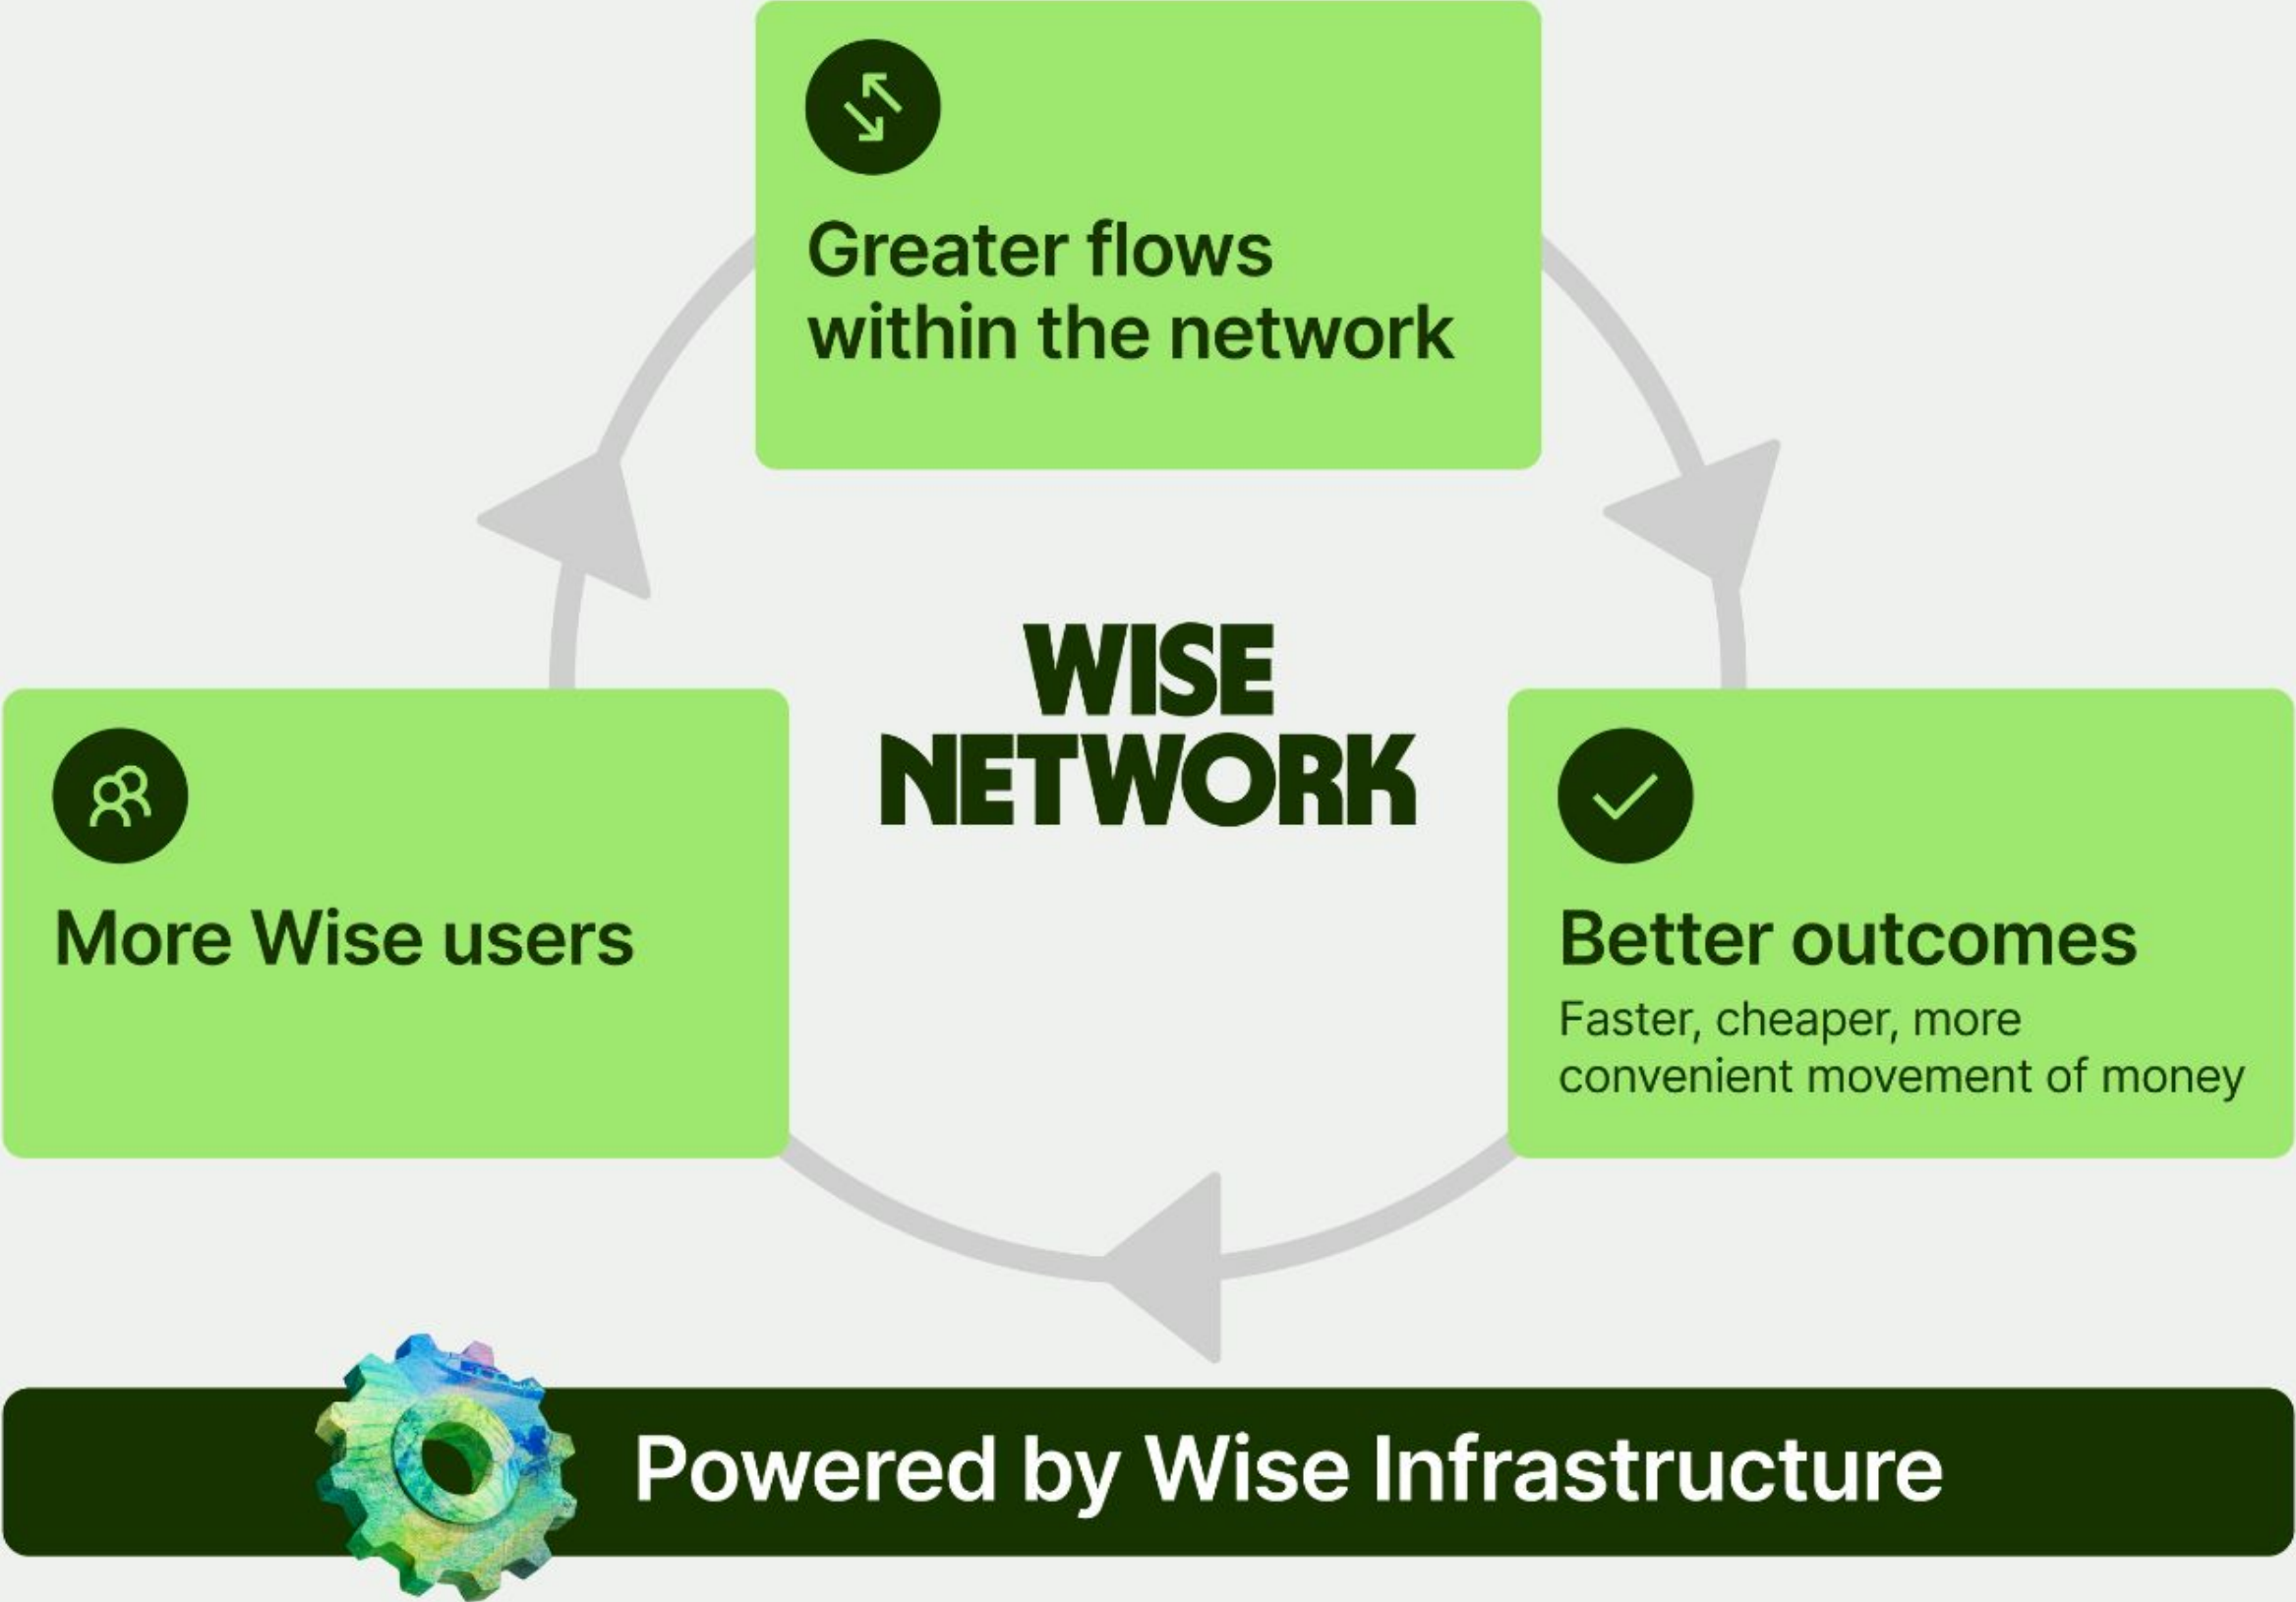 Greater flows
within the network
WISE
NETWORK
More Wise users
Better outcomes
Faster, cheaper, more
convenient movement of money
Powered by Wise Infrastructure